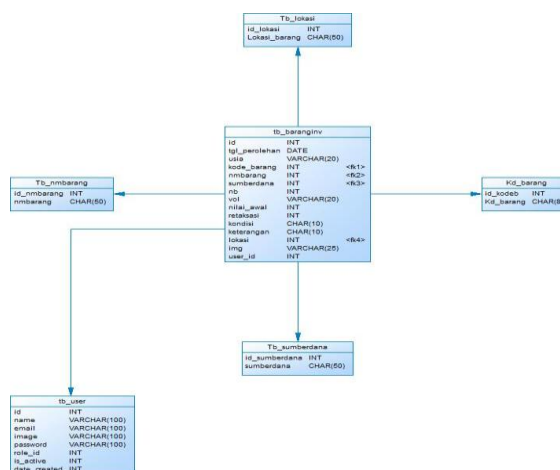 Tb_lokasi
id_lokasi INT
Lokasi_barang CHAR(50)
tb_baranginv
id INT
tgl_perolehan DATE
usia VARCHAR(20)
kode_barang INT <fk1>
nmbarang INT <fk2>
sumberdana INT <fk3>
nb INT
vol VARCHAR(20)
nilai_awal INT
retaksasi INT
kondisi CHAR(10)
keterangan CHAR(10)
lokasi INT <fk4>
img VARCHAR(25)
user_id INT
Tb_nmbarang
id_nmbarang INT
nmbarang CHAR(50)
Kd_barang
id_kodeb INT
Kd_barang
Tb_sumberdana
id_sumberdana INT
sumberdana CHAR(50)
tb_user
id INT
name VARCHAR(100)
email VARCHAR(100)
image VARCHAR(100)
password VARCHAR(100)
role_id INT
is_active INT
date_created INT